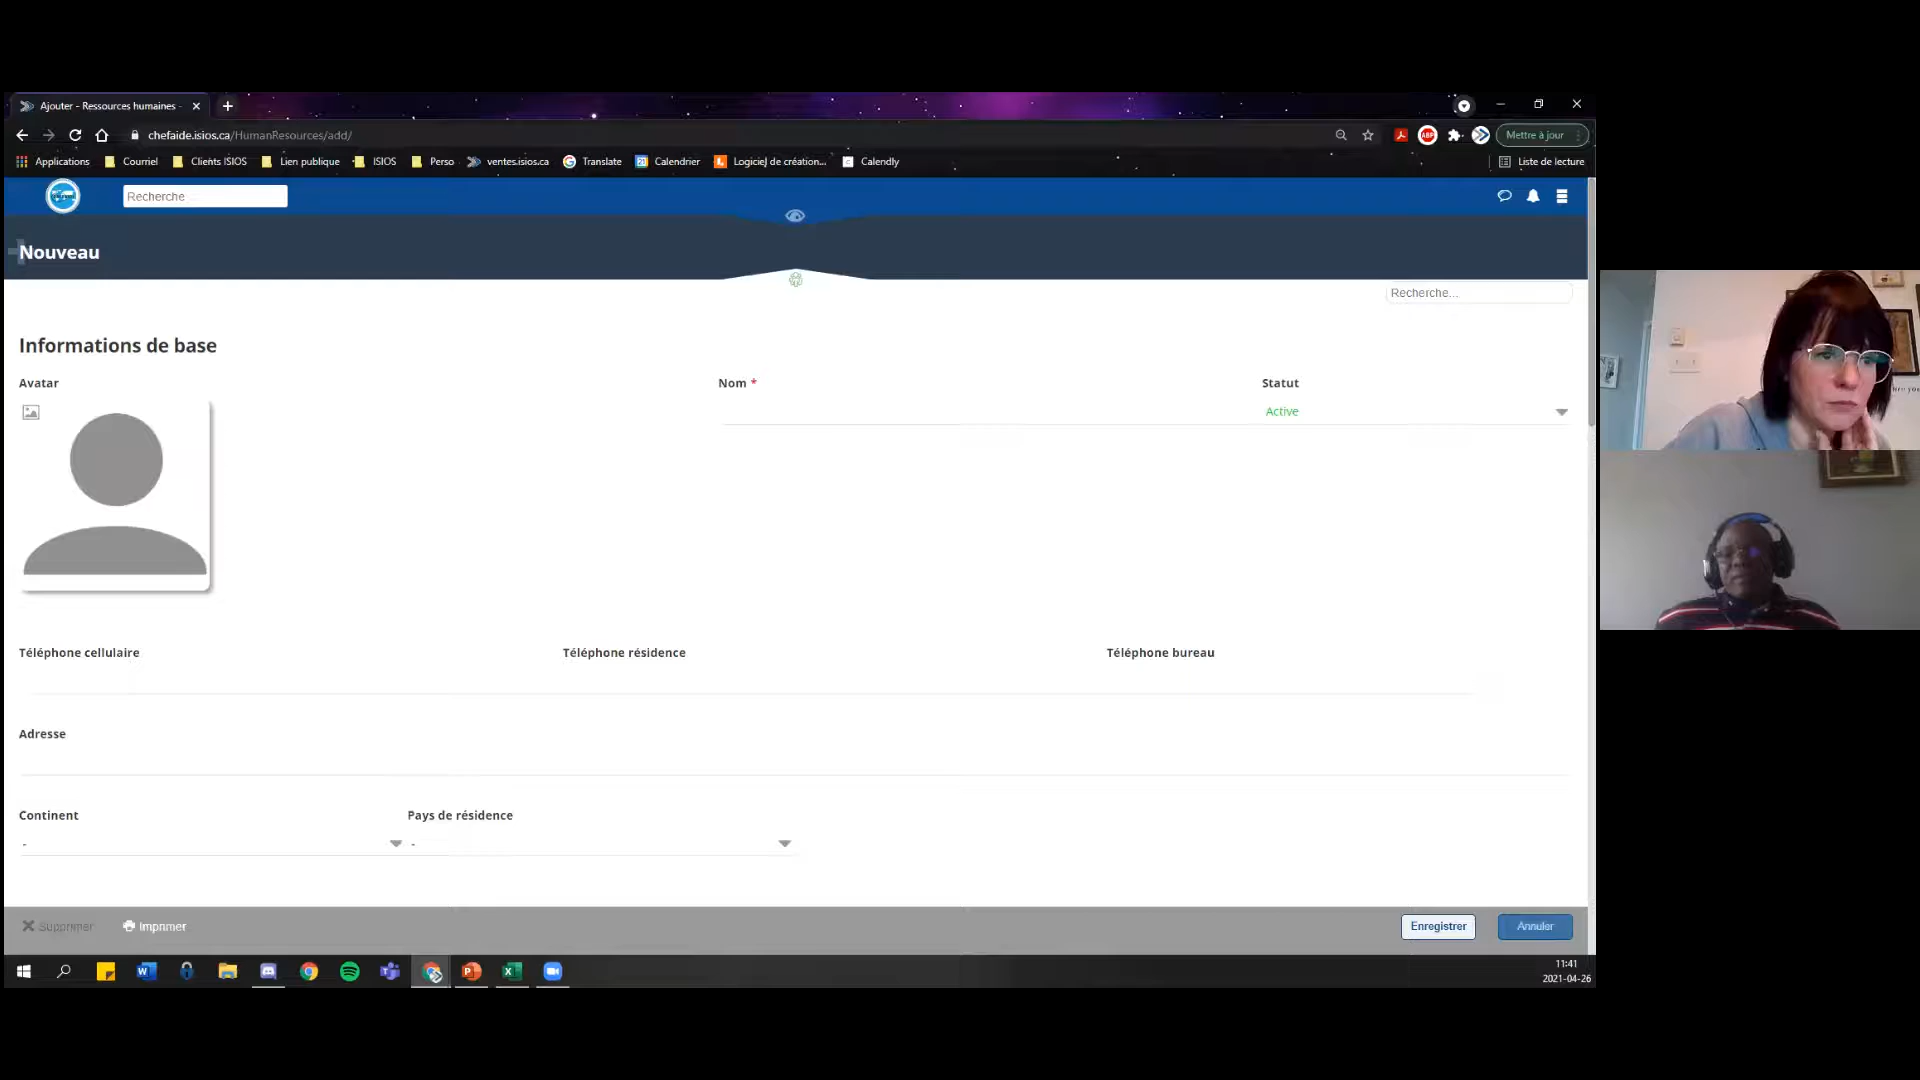 Ajouter - Ressources humaines -
chefaide.isios.ca/HumanResources/add/
Mettre à jour
Applications Courriel Clients ISIOS Lien publique ISIOS Perso ventes.isios.ca Translate Calendrier Logiciel de création... Calendly Liste de lecture
Recherche
Nouveau
Recherche...
Informations de base
Avatar Nom * Statut
Active
Téléphone cellulaire Téléphone résidence Téléphone bureau
Adresse
Continent Pays de résidence
- -
Supprimer Imprimer Enregistrer Annuler
11:41
2021-04-26